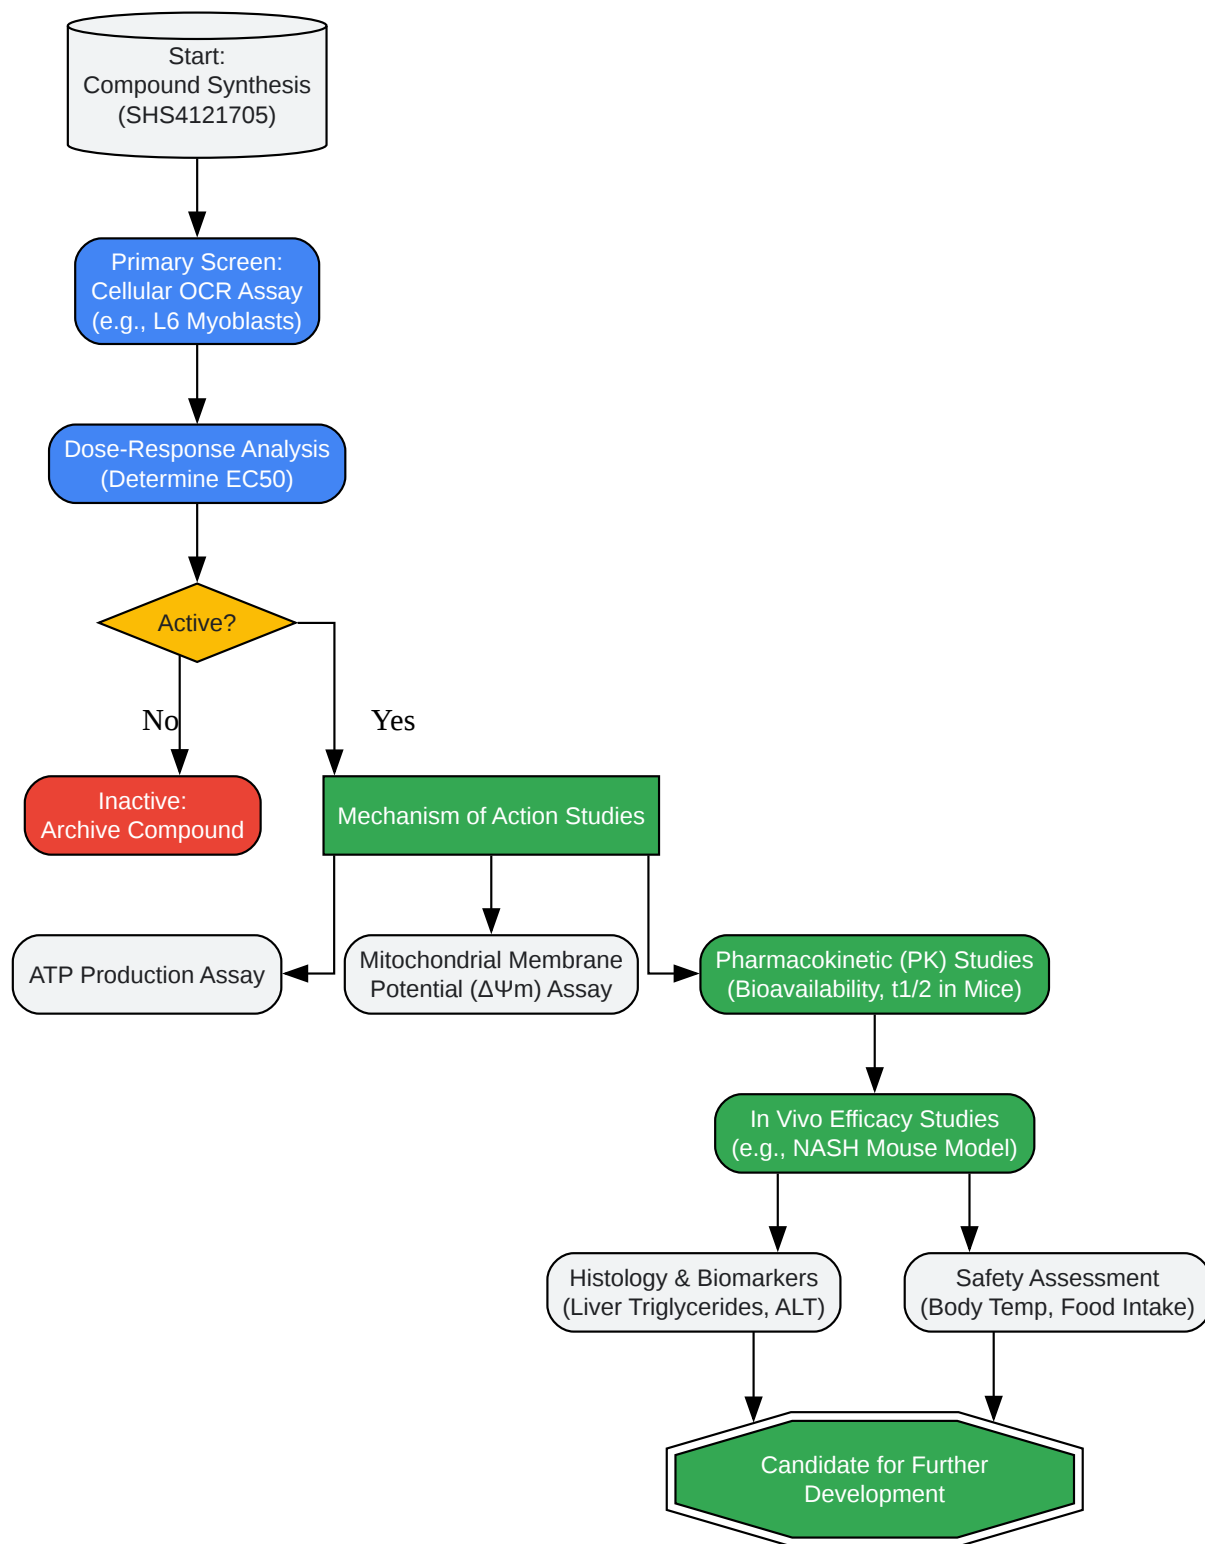 Start:
Compound Synthesis
(SHS4121705)
Primary Screen:
Cellular OCR Assay
(e.g., L6 Myoblasts)
Dose-Response Analysis
(Determine EC50)
Active?
No
Yes
Inactive:
Archive Compound
Mechanism of Action Studies
ATP Production Assay
Mitochondrial Membrane
Potential (ΔΨm) Assay
Pharmacokinetic (PK) Studies
(Bioavailability, t1/2 in Mice)
In Vivo Efficacy Studies
(e.g., NASH Mouse Model)
Histology & Biomarkers
(Liver Triglycerides, ALT)
Safety Assessment
(Body Temp, Food Intake)
Candidate for Further
Development